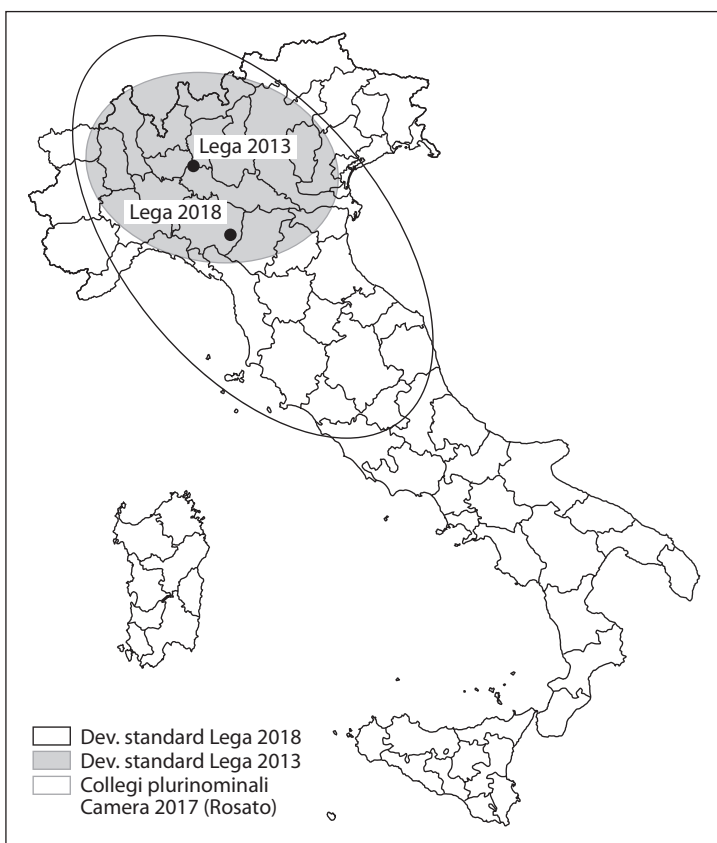 Lega 2013
Lega 2018
Dev. standard Lega 2018
Dev. standard Lega 2013
Collegi plurinominali
Camera 2017 (Rosato)